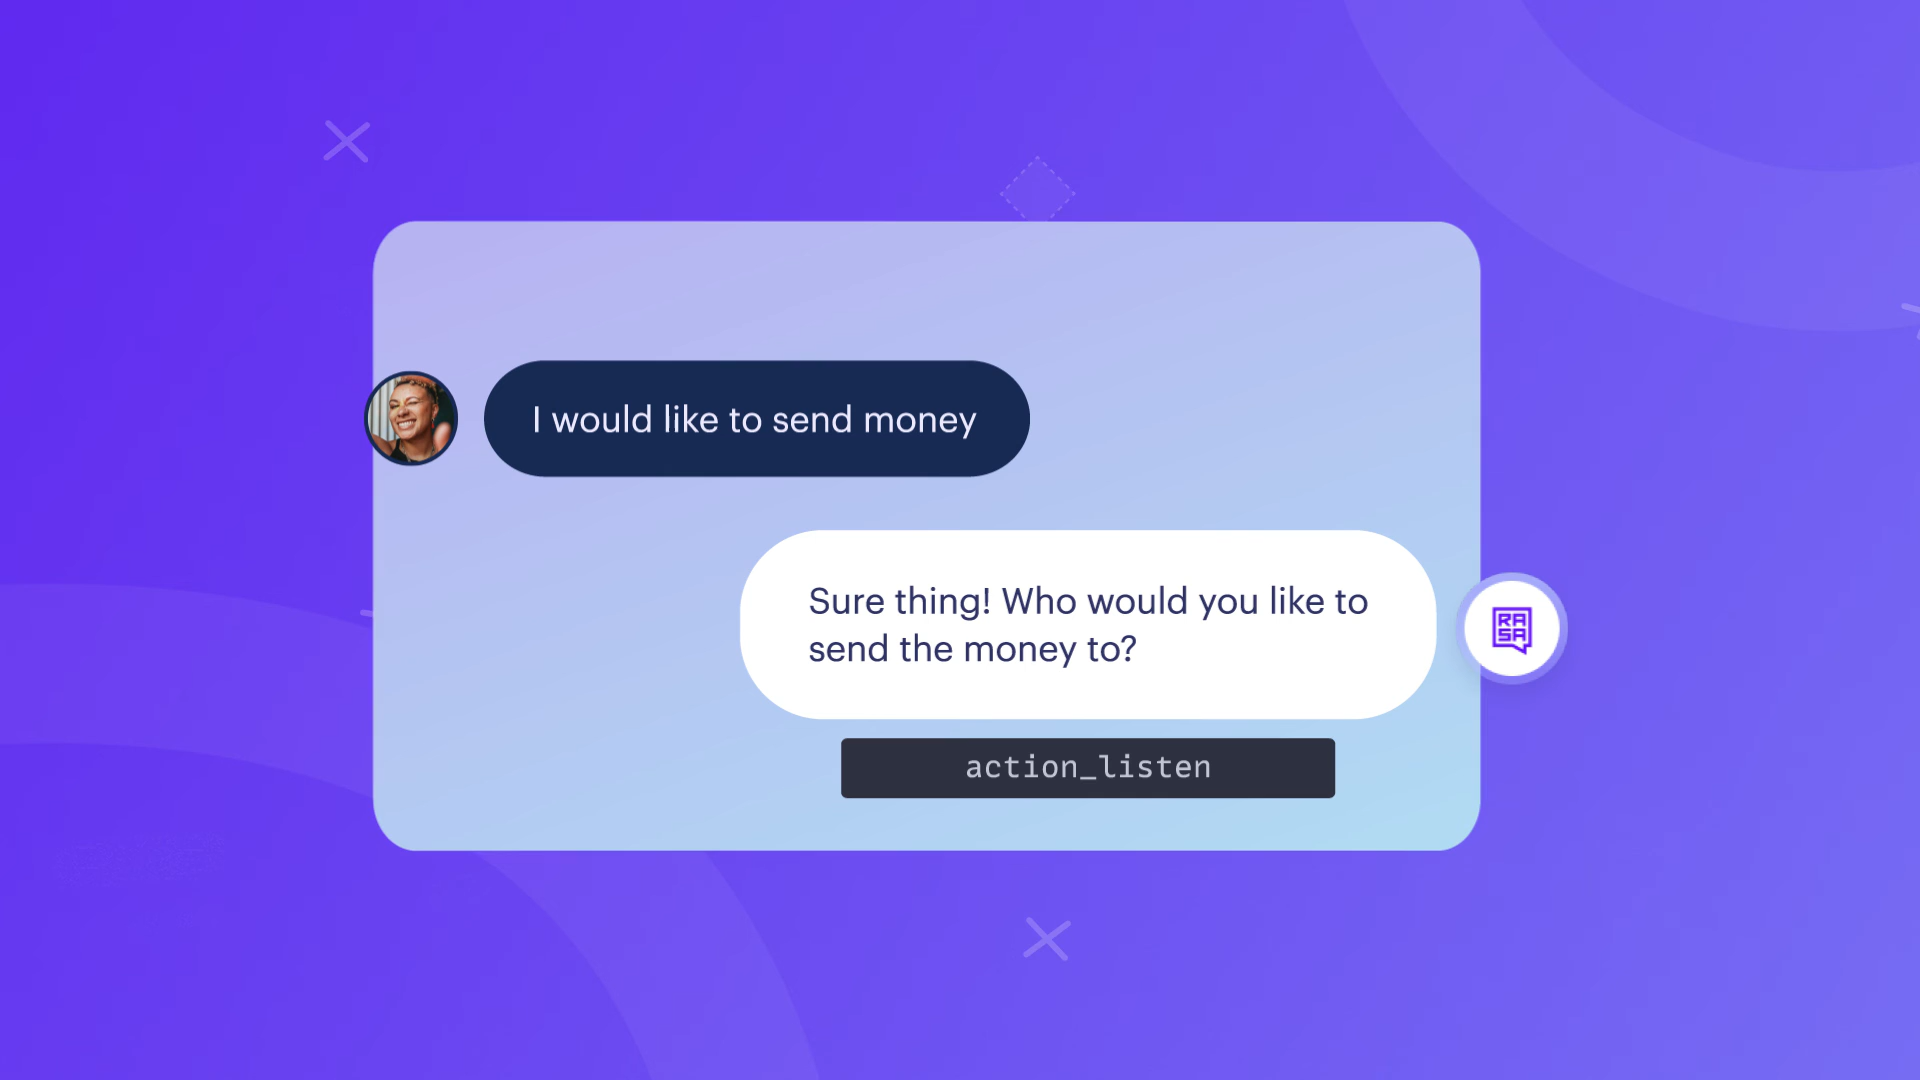 I would like to send money
Sure thing! Who would you like to
send the money to?
RA
SA
action_listen